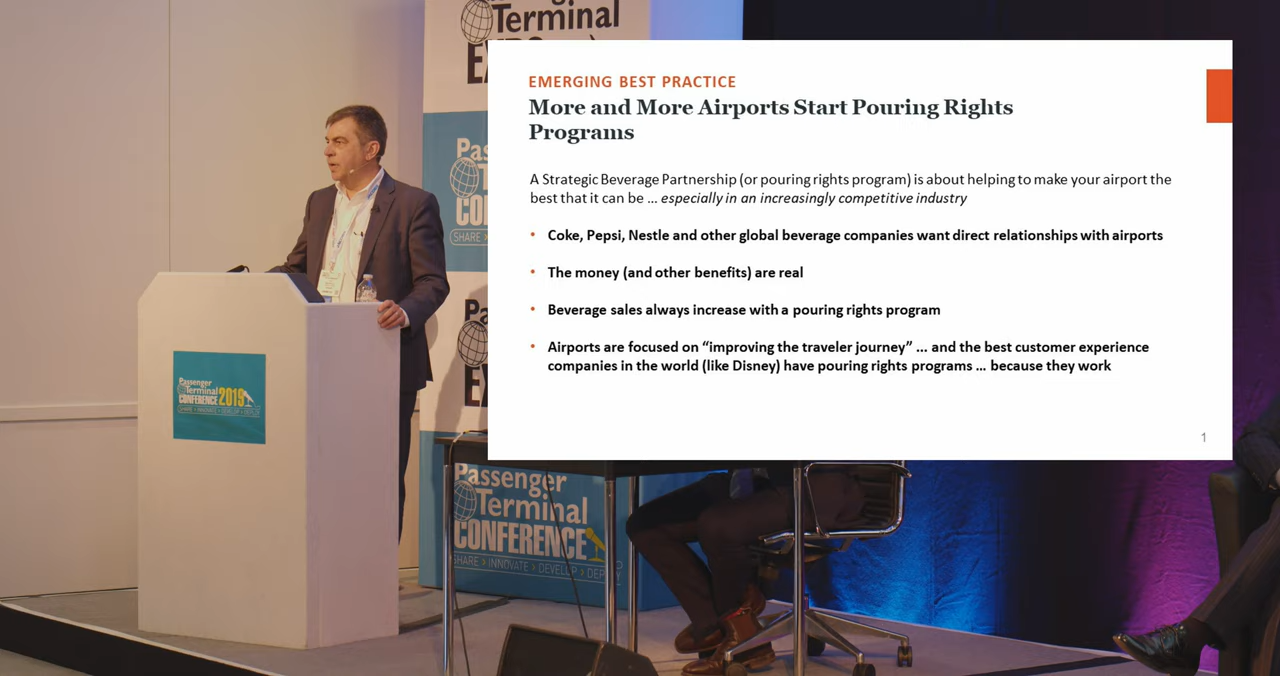 Terminal
EMERGING BEST PRACTICE
More and More Airports Start Pouring Rights
Programs
A Strategic Beverage Partnership (or pouring rights program) is about helping to make your airport the
best that it can be ... especially in an increasingly competitive industry
• Coke, Pepsi, Nestle and other global beverage companies want direct relationships with airports
• The money (and other benefits) are real
• Beverage sales always increase with a pouring rights program
• Airports are focused on “improving the traveler journey” ... and the best customer experience
companies in the world (like Disney) have pouring rights programs ... because they work
1
Passenger
Terminal
CONFERENCE 2019
SHARE > INNOVATE > DEVELOP > DEPLOY
SHARE >
Passenger
Terminal
CONFERENCE
SHARE > INNOVATE > DEVELOP > DEPLOY